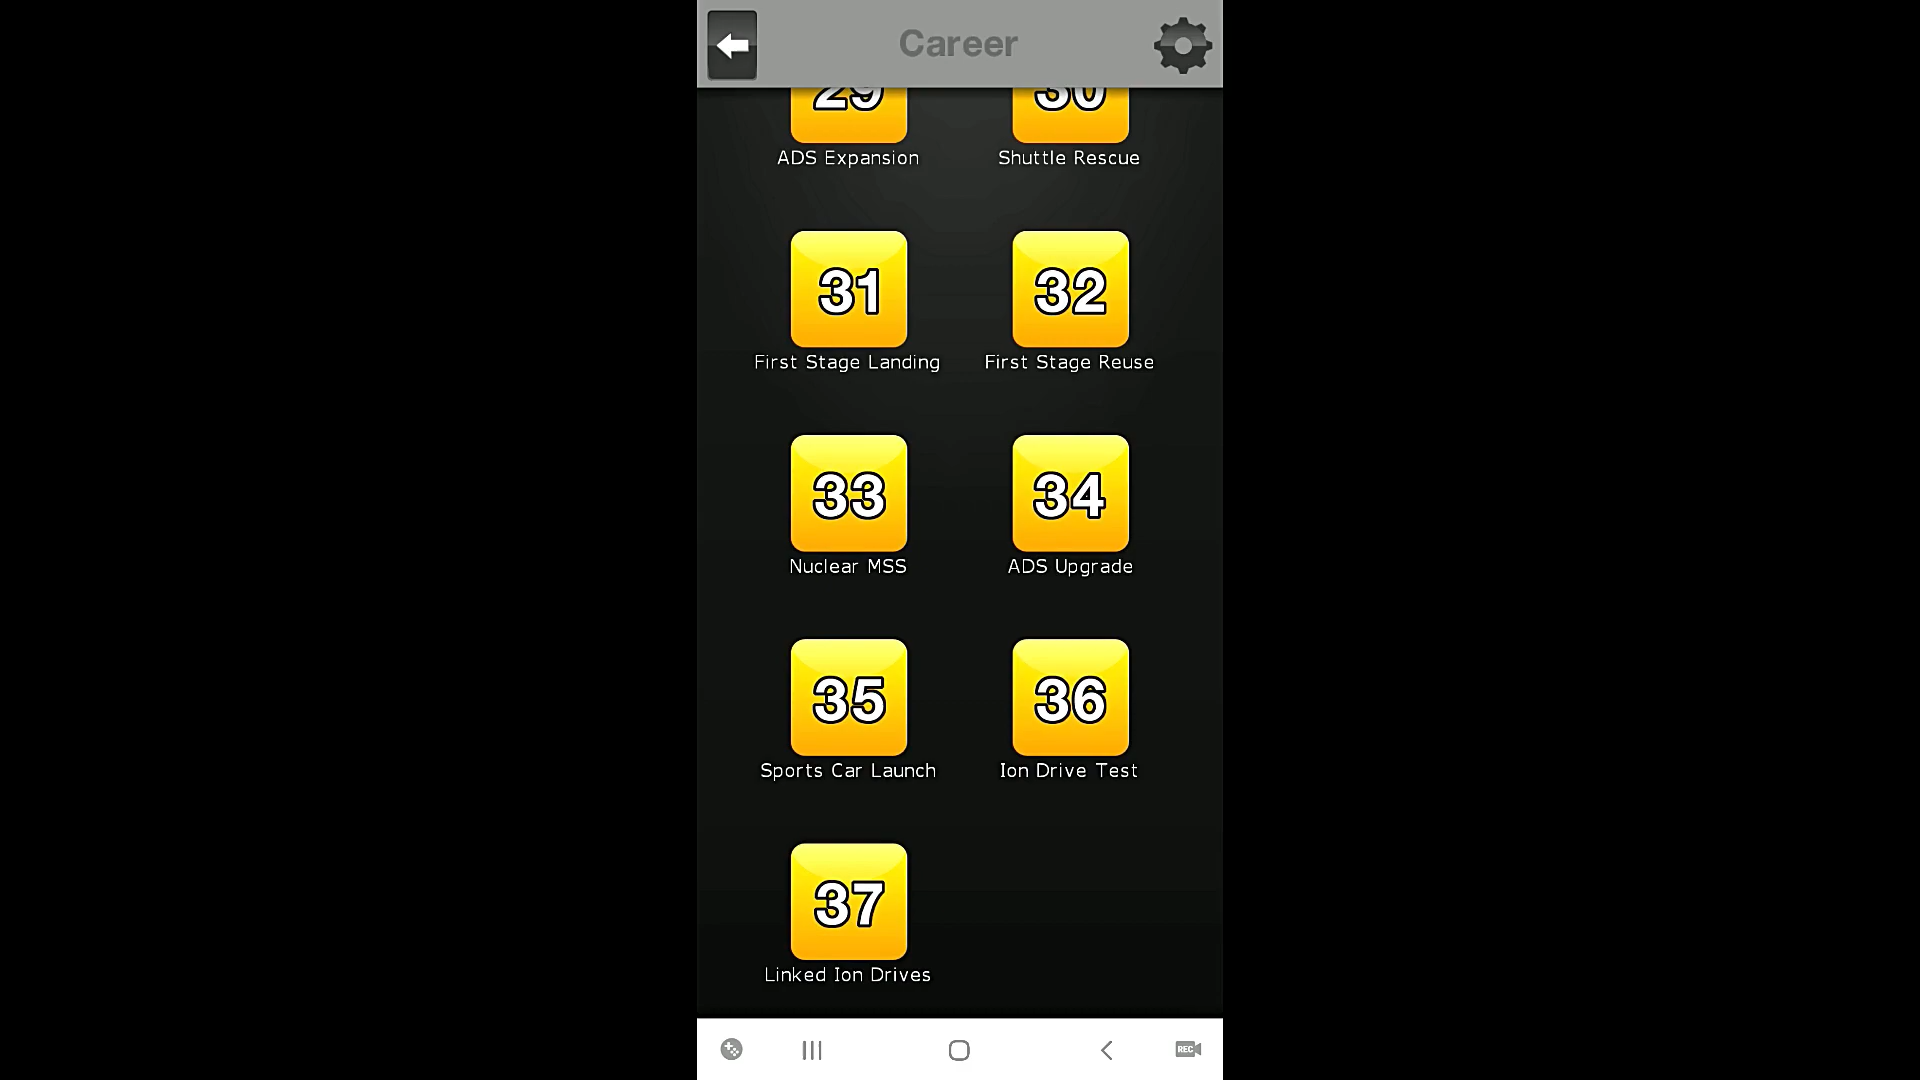 Career
29 30
ADS Expansion Shuttle Rescue
31 32
First Stage Landing First Stage Reuse
33 34
Nuclear MSS ADS Upgrade
35 36
Sports Car Launch Ion Drive Test
37
Linked Ion Drives
REC